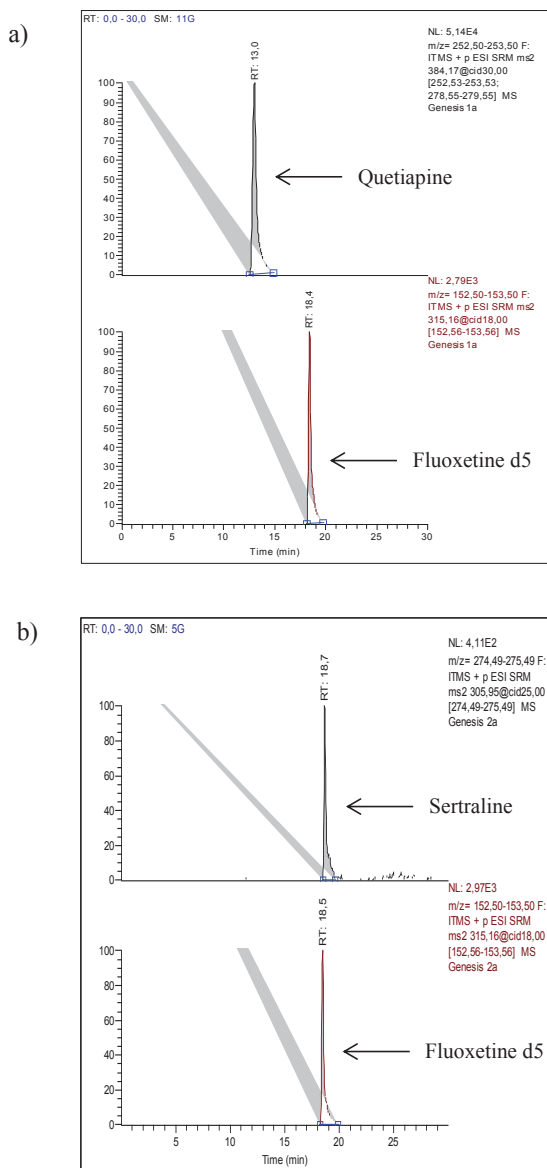 a)
RT: 0,0 - 30,0 SM: 11G
NL: 5,14E4
m/z= 252,50-253,50 F:
ITMS + p ESI SRM ms2
384,17@cid30,00
[252,53-253,53;
278,55-279,55] MS
Genesis 1a
RT: 13,0
100
90
80
70
60
50
40
30
20
10
0
Quetiapine
NL: 2,79E3
m/z= 152,50-153,50 F:
ITMS + p ESI SRM ms2
315,16@cid18,00
[152,56-153,56] MS
Genesis 1a
RT: 18,4
100
90
80
70
60
50
40
30
20
10
0
Fluoxetine d5
0 5 10 15 20 25 30
Time (min)
b)
RT: 0,0 - 30,0 SM: 5G
NL: 4,11E2
m/z= 274,49-275,49 F:
ITMS + p ESI SRM
ms2 305,95@cid25,00
[274,49-275,49] MS
Genesis 2a
RT: 18,7
100
80
60
40
20
0
Sertraline
NL: 2,97E3
m/z= 152,50-153,50 F:
ITMS + p ESI SRM
ms2 315,16@cid18,00
[152,56-153,56] MS
Genesis 2a
RT: 18,5
100
80
60
40
20
0
Fluoxetine d5
5 10 15 20 25
Time (min)